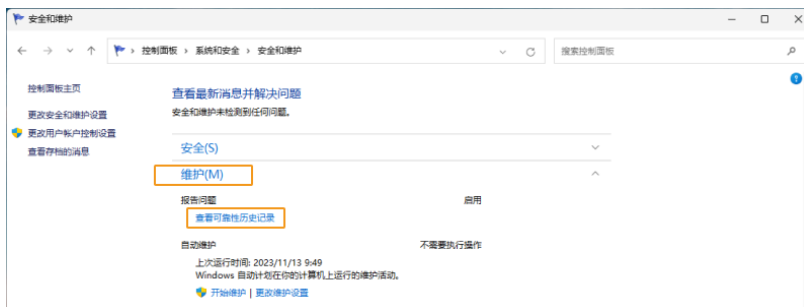 安全和维护
控制面板 › 系统和安全 › 安全和维护
搜索控制面板
控制面板主页
更改安全和维护设置
更改用户帐户控制设置
查看存档的消息
查看最新消息并解决问题
安全和维护未检测到任何问题。
安全(S)
维护(M)
报告问题 启用
查看可靠性历史记录
自动维护 不需要执行操作
上次运行时间: 2023/11/13 9:49
Windows 自动计划在你的计算机上运行的维护活动。
开始维护 | 更改维护设置